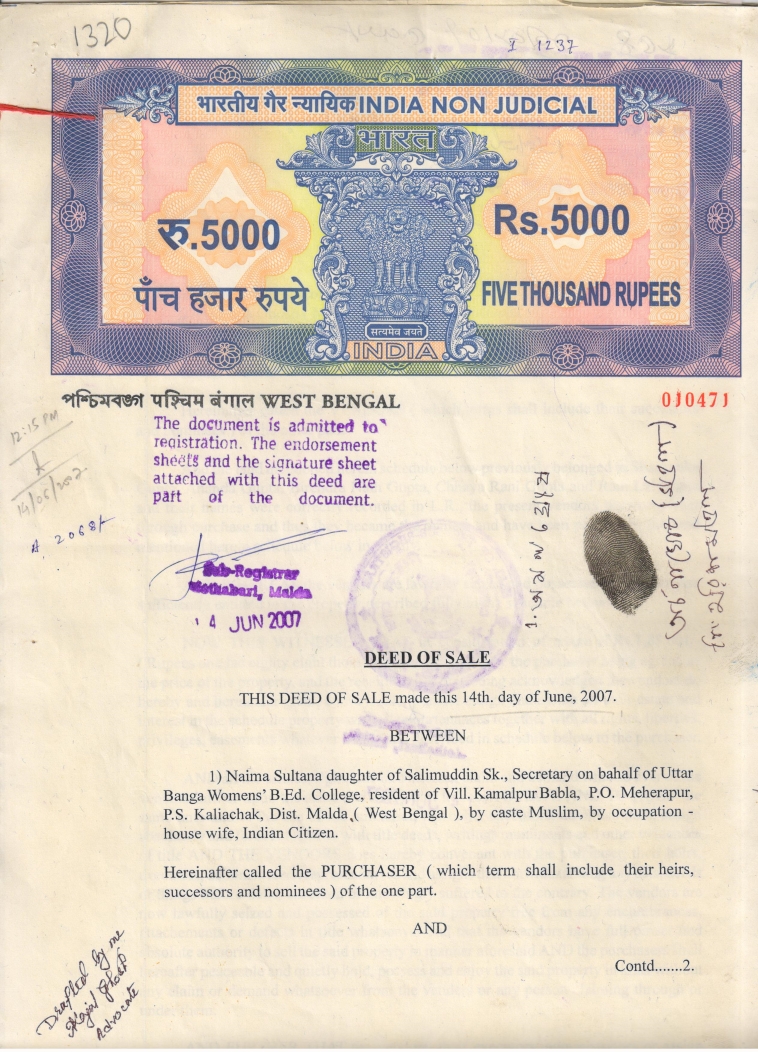 1320
I 1237
भारतीय गैर न्यायिक INDIA NON JUDICIAL
भारत
रु.5000
Rs.5000
पाँच हजार रुपये
FIVE THOUSAND RUPEES
सत्यमेव जयते
INDIA
পশ্চিমবঙ্গ पश्चिम बंगाल WEST BENGAL
010471
12:15 PM
14/06/2007
A 2068/-
The document is admitted to
registration. The endorsement
sheets and the signature sheet
attached with this deed are
part of the document.
Sub-Registrar
Mothabari, Malda
14 JUN 2007
DEED OF SALE
THIS DEED OF SALE made this 14th. day of June, 2007.
BETWEEN
1) Naima Sultana daughter of Salimuddin Sk., Secretary on bahalf of Uttar
Banga Womens' B.Ed. College, resident of Vill. Kamalpur Babla, P.O. Meherapur,
P.S. Kaliachak, Dist. Malda ( West Bengal ), by caste Muslim, by occupation -
house wife, Indian Citizen.
Hereinafter called the PURCHASER ( which term shall include their heirs,
successors and nominees ) of the one part.
AND
Contd.......2.
Drafted by me
Kajal Ghosh
Advocate